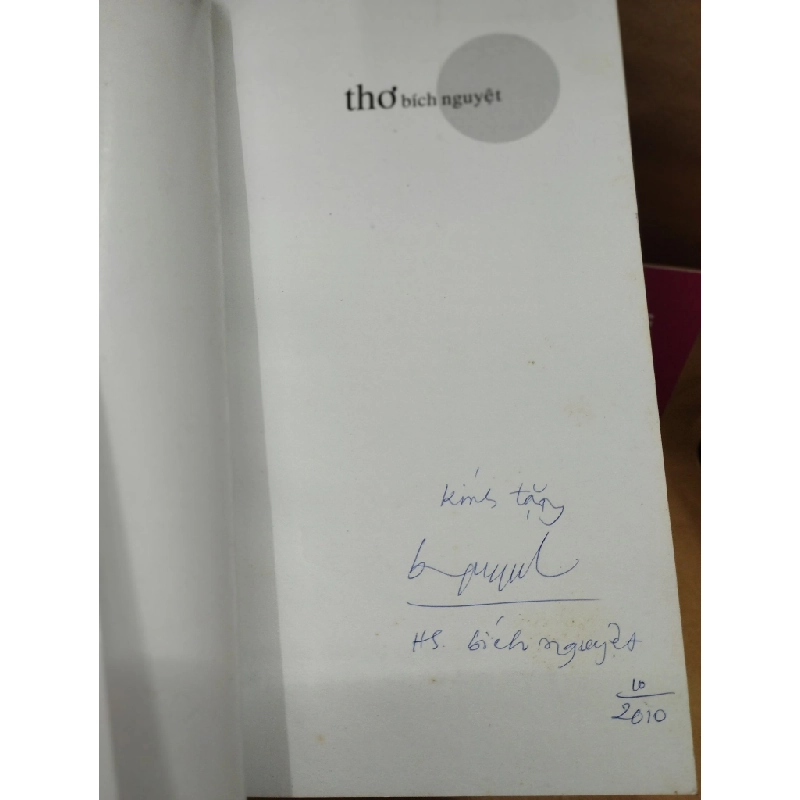 thơ bích nguyệt
Kính tặng
HS. bích nguyệt
10
2010